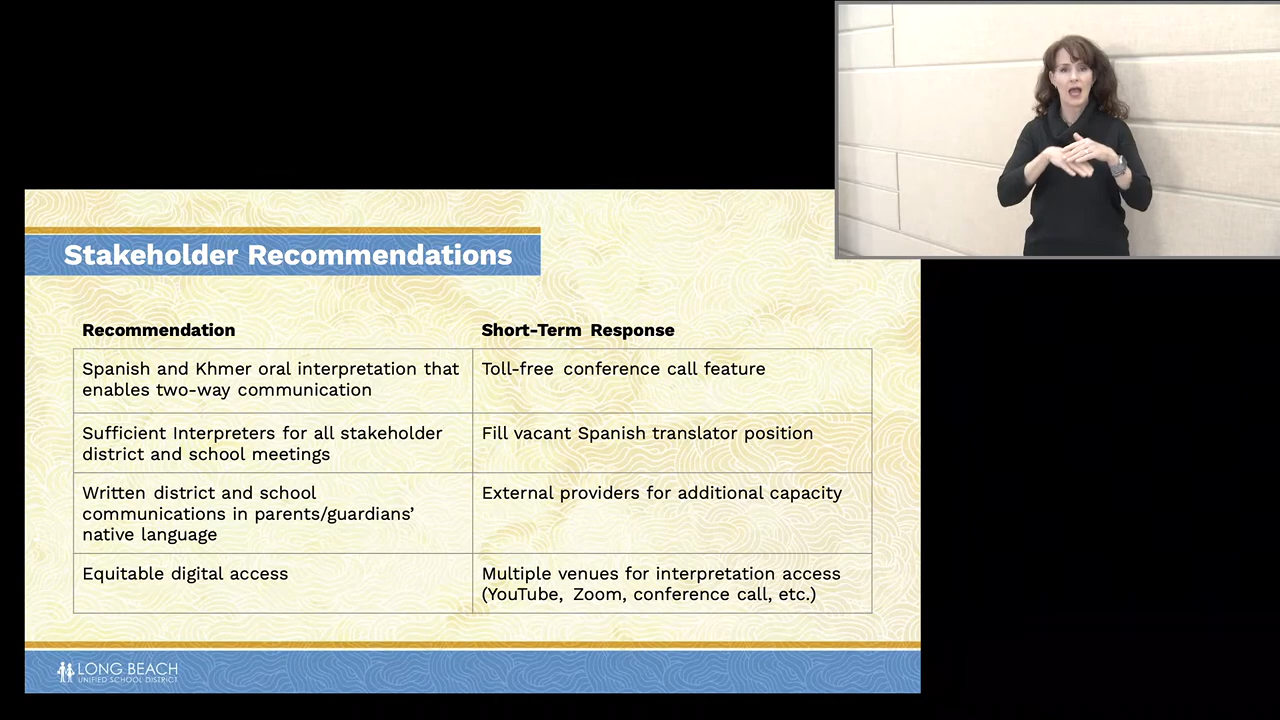 Stakeholder Recommendations
Recommendation
Short-Term Response
Spanish and Khmer oral interpretation that
enables two-way communication
Toll-free conference call feature
Sufficient Interpreters for all stakeholder
district and school meetings
Fill vacant Spanish translator position
Written district and school
communications in parents/guardians’
native language
External providers for additional capacity
Equitable digital access
Multiple venues for interpretation access
(YouTube, Zoom, conference call, etc.)
LONG BEACH
UNIFIED SCHOOL DISTRICT